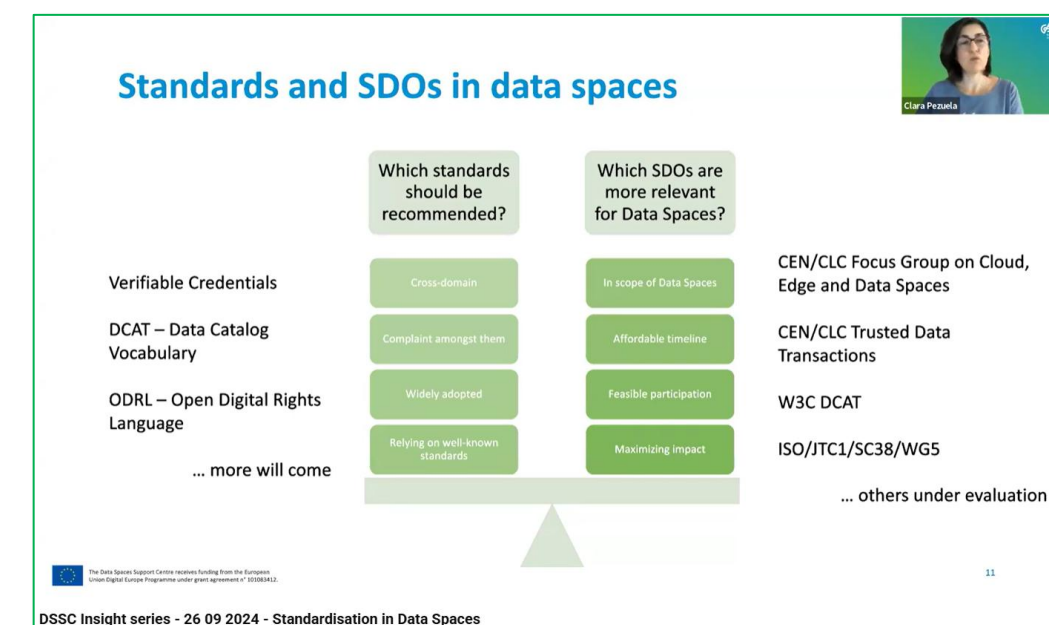 Standards and SDOs in data spaces
Clara Pezuela
Which standards
should be
recommended?
Which SDOs are
more relevant
for Data Spaces?
Verifiable Credentials
DCAT – Data Catalog
Vocabulary
ODRL – Open Digital Rights
Language
... more will come
Cross-domain
Complaint amongst them
Widely adopted
Relying on well-known
standards
In scope of Data Spaces
Affordable timeline
Feasible participation
Maximizing impact
CEN/CLC Focus Group on Cloud,
Edge and Data Spaces
CEN/CLC Trusted Data
Transactions
W3C DCAT
ISO/JTC1/SC38/WG5
... others under evaluation
The Data Spaces Support Centre receives funding from the European
Union Digital Europe Programme under grant agreement n° 101083412.
11
DSSC Insight series - 26 09 2024 - Standardisation in Data Spaces